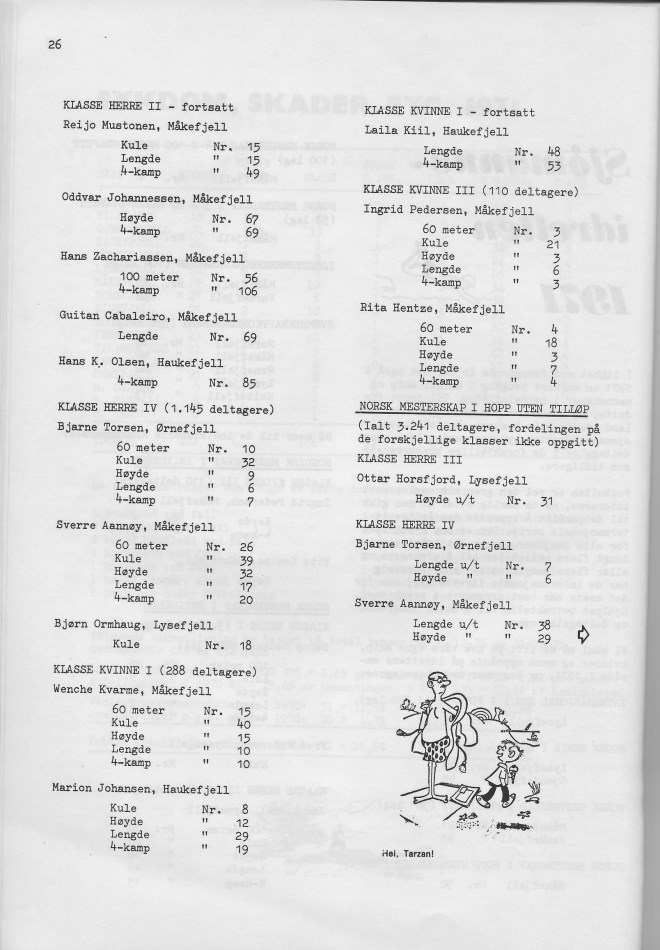 26
KLASSE HERRE II - fortsatt
Reijo Mustonen, Måkefjell
Kule Nr. 15
Lengde " 15
4-kamp " 49
Oddvar Johannessen, Måkefjell
Høyde Nr. 67
4-kamp " 69
Hans Zachariassen, Måkefjell
100 meter Nr. 56
4-kamp " 106
Guitan Cabaleiro, Måkefjell
Lengde Nr. 69
Hans K. Olsen, Haukefjell
4-kamp Nr. 85
KLASSE HERRE IV (1.145 deltagere)
Bjarne Torsen, Ørnefjell
60 meter Nr. 10
Kule " 32
Høyde " 9
Lengde " 6
4-kamp " 7
Sverre Aannøy, Måkefjell
60 meter Nr. 26
Kule " 39
Høyde " 32
Lengde " 17
4-kamp " 20
Bjørn Ormhaug, Lysefjell
Kule Nr. 18
KLASSE KVINNE I (288 deltagere)
Wenche Kvarme, Måkefjell
60 meter Nr. 15
Kule " 40
Høyde " 15
Lengde " 10
4-kamp " 10
Marion Johansen, Haukefjell
Kule Nr. 8
Høyde " 12
Lengde " 29
4-kamp " 19
KLASSE KVINNE I - fortsatt
Laila Kiil, Haukefjell
Lengde Nr. 48
4-kamp " 53
KLASSE KVINNE III (110 deltagere)
Ingrid Pedersen, Måkefjell
60 meter Nr. 3
Kule " 21
Høyde " 3
Lengde " 6
4-kamp " 3
Rita Hentze, Måkefjell
60 meter Nr. 4
Kule " 18
Høyde " 3
Lengde " 7
4-kamp " 4
NORSK MESTERSKAP I HOPP UTEN TILLØP
(Ialt 3.241 deltagere, fordelingen på
de forskjellige klasser ikke oppgitt)
KLASSE HERRE III
Ottar Horsfjord, Lysefjell
Høyde u/t Nr. 31
KLASSE HERRE IV
Bjarne Torsen, Ørnefjell
Lengde u/t Nr. 7
Høyde " " 6
Sverre Aannøy, Måkefjell
Lengde u/t Nr. 38
Høyde " " 29
Hei, Tarzan!